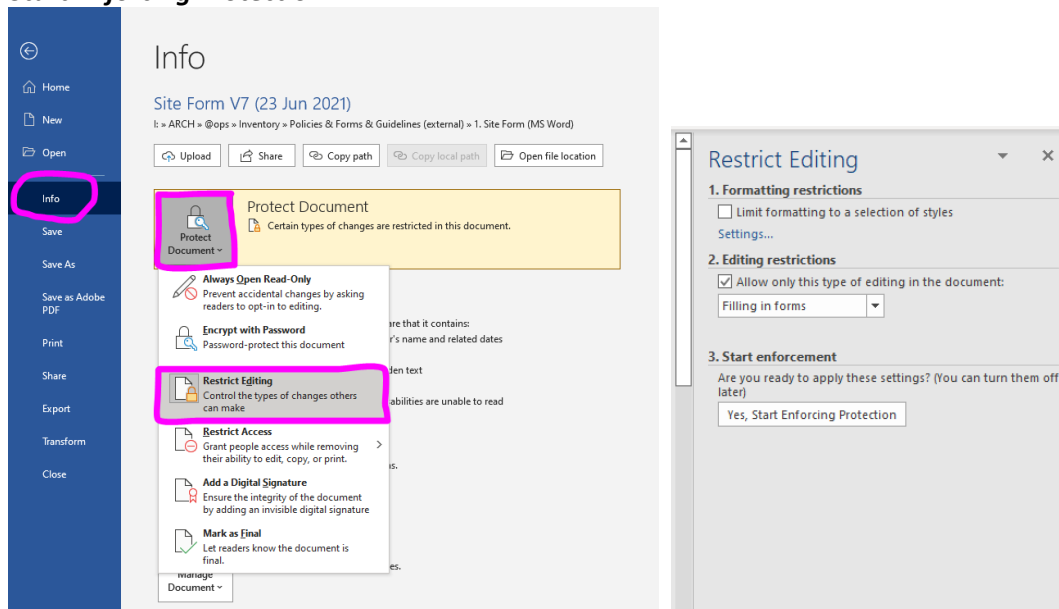 Info
Site Form V7 (23 Jun 2021)
I: » ARCH » @ops » Inventory » Policies & Forms & Guidelines (external) » 1. Site Form (MS Word)
Upload
Share
Copy path
Copy local path
Open file location
Home
New
Open
Info
Save
Save As
Save as Adobe
PDF
Print
Share
Export
Transform
Close
Protect
Document
Protect Document
Certain types of changes are restricted in this document.
Always Open Read-Only
Prevent accidental changes by asking
readers to opt-in to editing.
Encrypt with Password
Password-protect this document
Restrict Editing
Control the types of changes others
can make
Restrict Access
Grant people access while removing
their ability to edit, copy, or print.
Add a Digital Signature
Ensure the integrity of the document
by adding an invisible digital signature
Mark as Final
Let readers know the document is
final.
are that it contains:
r's name and related dates
den text
abilities are unable to read
ns.
es.
Manage
Document
Restrict Editing
1. Formatting restrictions
Limit formatting to a selection of styles
Settings...
2. Editing restrictions
Allow only this type of editing in the document:
Filling in forms
3. Start enforcement
Are you ready to apply these settings? (You can turn them off
later)
Yes, Start Enforcing Protection